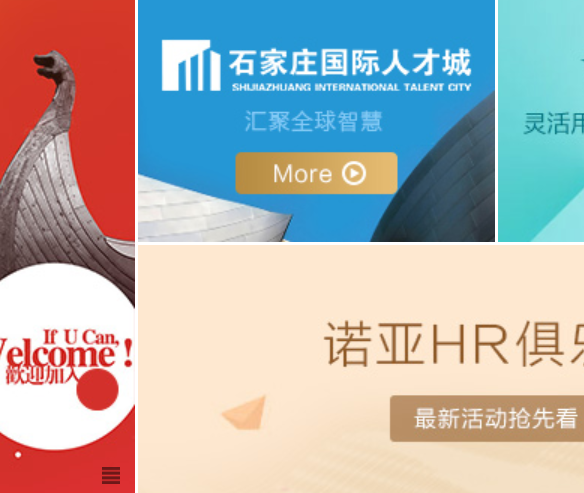 If U Can,
Welcome !
歡迎加入
石家庄国际人才城
SHIJIAZHUANG INTERNATIONAL TALENT CITY
汇聚全球智慧
More
灵活用
诺亚HR俱乐
最新活动抢先看